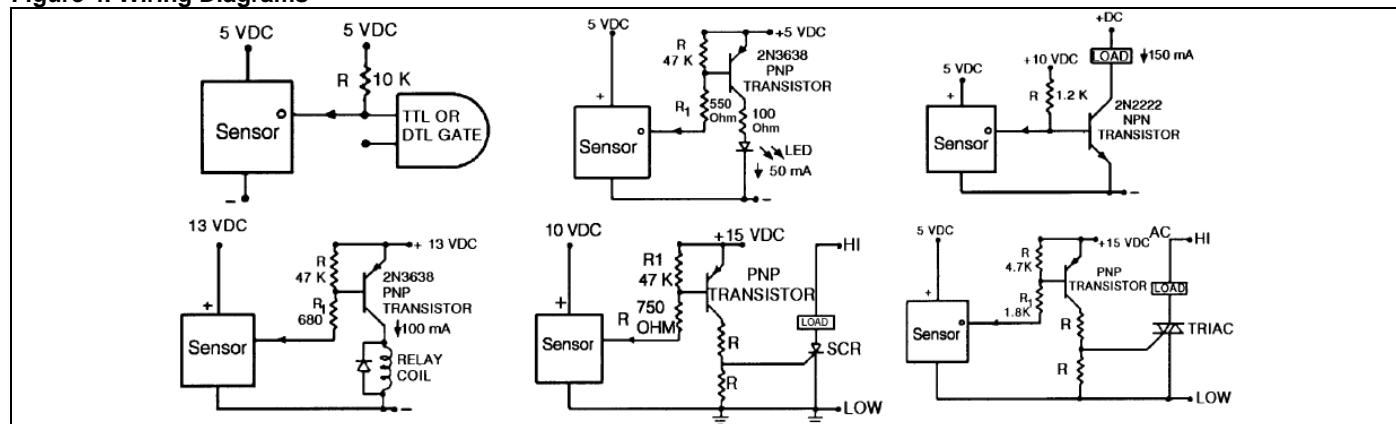 Figure 4. Wiring Diagrams
5 VDC
5 VDC
R
10 K
Sensor
TTL OR
DTL GATE
–
5 VDC
+5 VDC
R
47 K
2N3638
PNP
TRANSISTOR
+
R1
550
Ohm
100
Ohm
Sensor
LED
50 mA
–
+DC
LOAD
150 mA
5 VDC
+10 VDC
+
R
1.2 K
2N2222
NPN
TRANSISTOR
Sensor
–
13 VDC
+ 13 VDC
R
47 K
2N3638
PNP
TRANSISTOR
+
R1
680
100 mA
Sensor
RELAY
COIL
–
10 VDC
+15 VDC
HI
R1
47 K
PNP
TRANSISTOR
+
R
750
OHM
LOAD
Sensor
R
SCR
R
LOW
5 VDC
+15 VDC
AC
HI
R
4.7K
PNP
TRANSISTOR
+
R1
1.8K
LOAD
Sensor
R
TRIAC
R
LOW